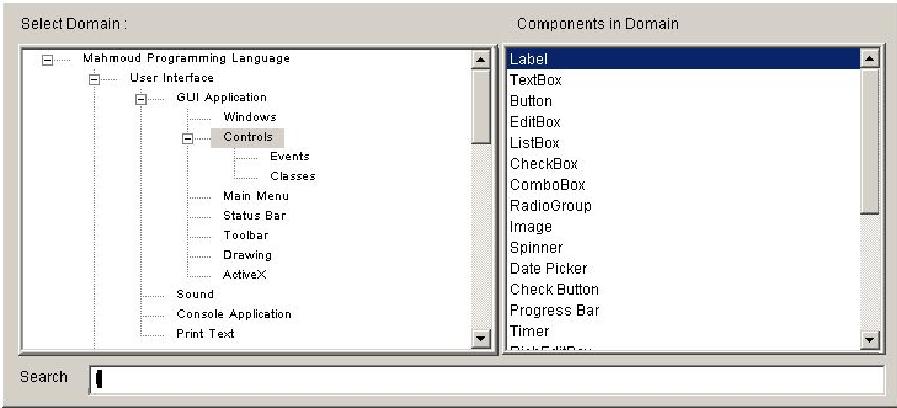 Select Domain :
Mahmoud Programming Language
User Interface
GUI Application
Windows
Controls
Events
Classes
Main Menu
Status Bar
Toolbar
Drawing
ActiveX
Sound
Console Application
Print Text
Components in Domain
Label
TextBox
Button
EditBox
ListBox
CheckBox
ComboBox
RadioGroup
Image
Spinner
Date Picker
Check Button
Progress Bar
Timer
Search